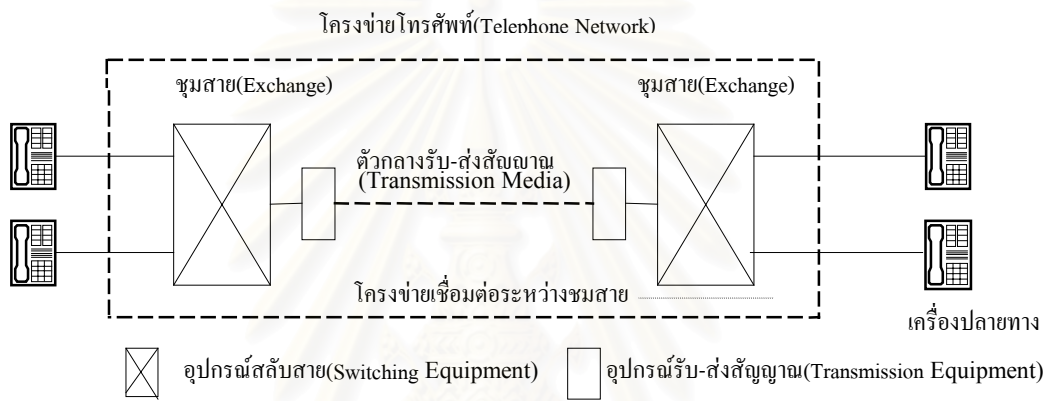 โครงข่ายโทรศัพท์(Telephone Network)
ชุมสาย(Exchange)
ชุมสาย(Exchange)
ตัวกลางรับ-ส่งสัญญาณ
(Transmission Media)
โครงข่ายเชื่อมต่อระหว่างชุมสาย
เครื่องปลายทาง
อุปกรณ์สลับสาย(Switching Equipment)
อุปกรณ์รับ-ส่งสัญญาณ(Transmission Equipment)